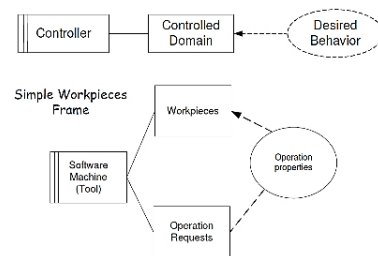 Controller
Controlled
Domain
Desired
Behavior
Simple Workpieces
Frame
Workpieces
Software
Machine
(Tool)
Operation
properties
Operation
Requests